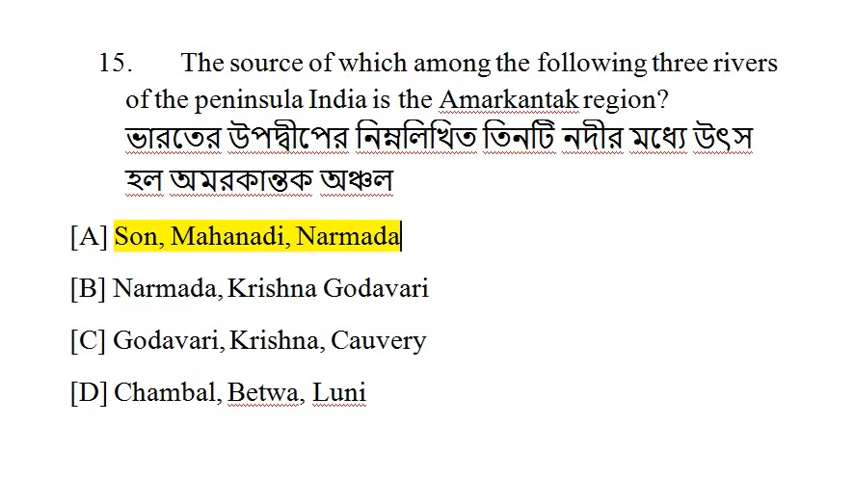 15. The source of which among the following three rivers
of the peninsula India is the Amarkantak region?
ভারতের উপদ্বীপের নিম্নলিখিত তিনটি নদীর মধ্যে উৎস
হল অমরকান্তক অঞ্চল
[A] Son, Mahanadi, Narmada
[B] Narmada, Krishna Godavari
[C] Godavari, Krishna, Cauvery
[D] Chambal, Betwa, Luni